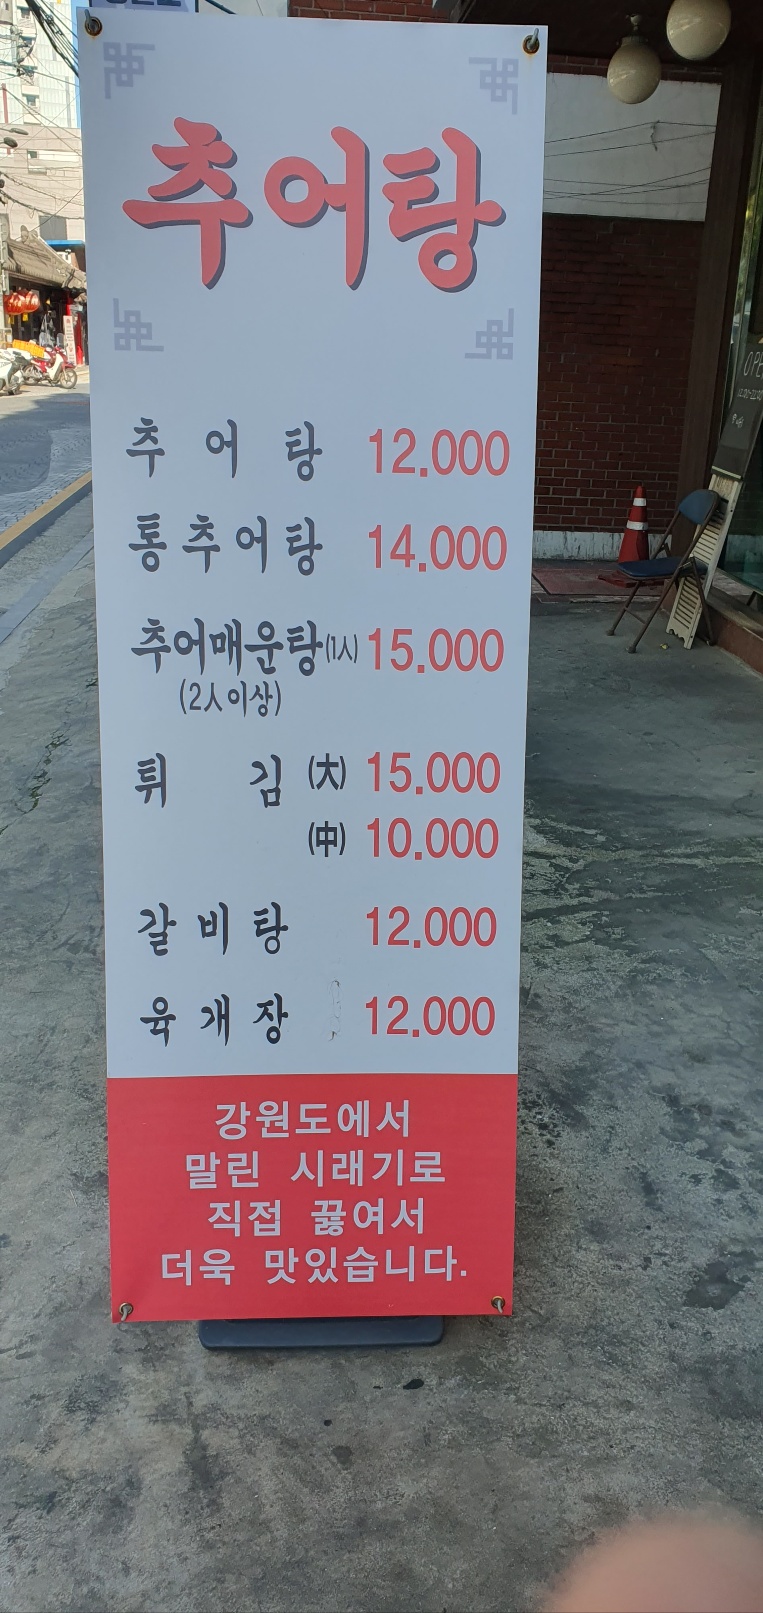 추어탕
추어탕 12.000
통추어탕 14.000
추어매운탕(1人) 15.000
(2人이상)
튀김 (大) 15.000
(中) 10.000
갈비탕 12.000
육개장 12.000
강원도에서
말린 시래기로
직접 끓여서
더욱 맛있습니다.